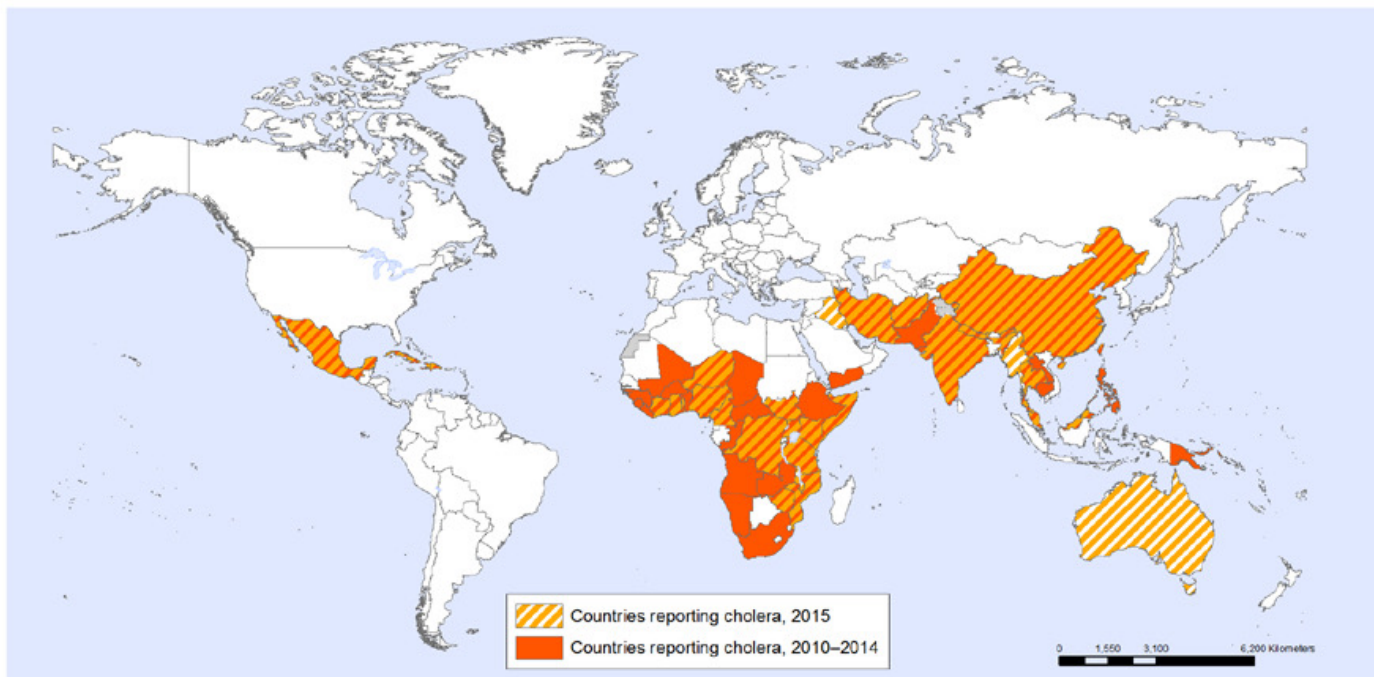 Countries reporting cholera, 2015
Countries reporting cholera, 2010–2014
0 1,550 3,100 6,200 Kilometers